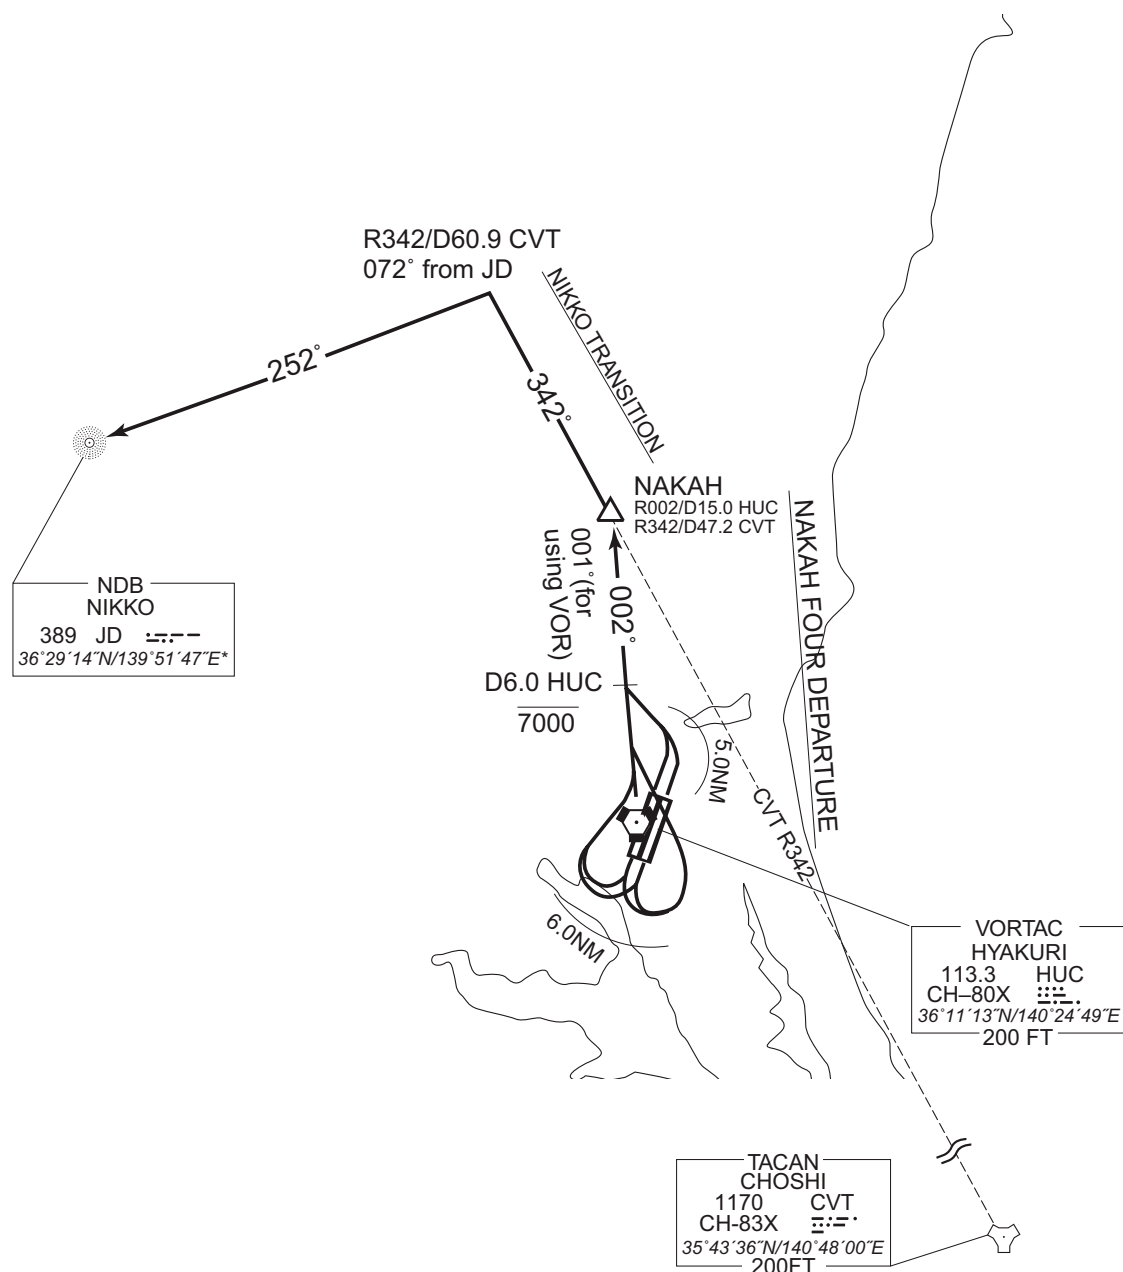 R342/D60.9 CVT
072° from JD
NIKKO TRANSITION
252°
342°
NAKAH
R002/D15.0 HUC
R342/D47.2 CVT
001°(for
using VOR)
002°
NAKAH FOUR DEPARTURE
NDB
NIKKO
389 JD
36°29´14˝N/139°51´47˝E*
D6.0 HUC
7000
5.0NM
CVT R342
6.0NM
VORTAC
HYAKURI
113.3 HUC
CH–80X
36°11´13˝N/140°24´49˝E
200 FT
TACAN
CHOSHI
1170 CVT
CH-83X
35°43´36˝N/140°48´00˝E
200FT